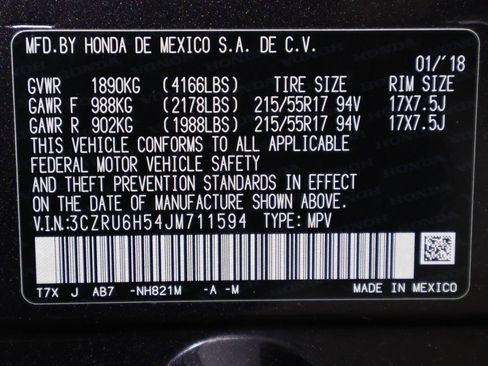 MFD.BY HONDA DE MEXICO S.A. DE C.V.
01/'18
GVWR 1890KG (4166LBS) TIRE SIZE RIM SIZE
GAWR F 988KG (2178LBS) 215/55R17 94V 17X7.5J
GAWR R 902KG (1988LBS) 215/55R17 94V 17X7.5J
THIS VEHICLE CONFORMS TO ALL APPLICABLE
FEDERAL MOTOR VEHICLE SAFETY
AND THEFT PREVENTION STANDARDS IN EFFECT
ON THE DATE OF MANUFACTURE SHOWN ABOVE.
V.I.N:3CZRU6H54JM711594 TYPE: MPV
T7X J AB7 -NH821M -A -M MADE IN MEXICO